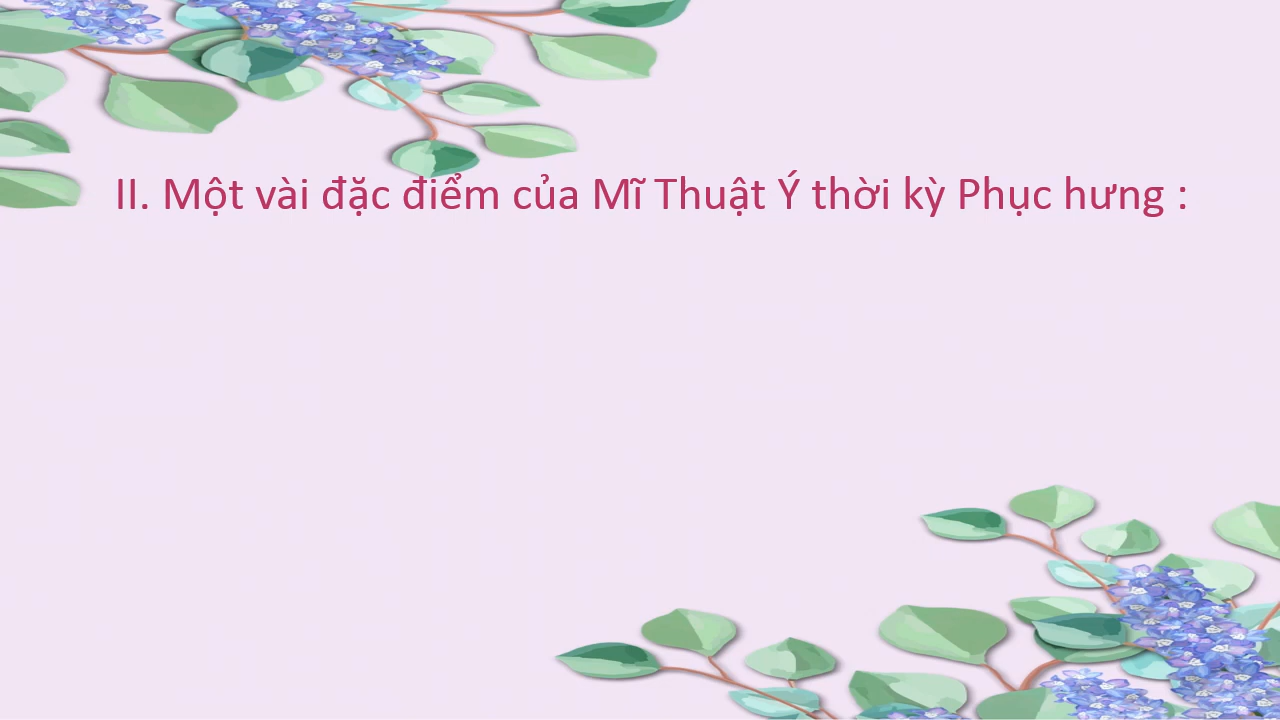 II. Một vài đặc điểm của Mĩ Thuật Ý thời kỳ Phục hưng :